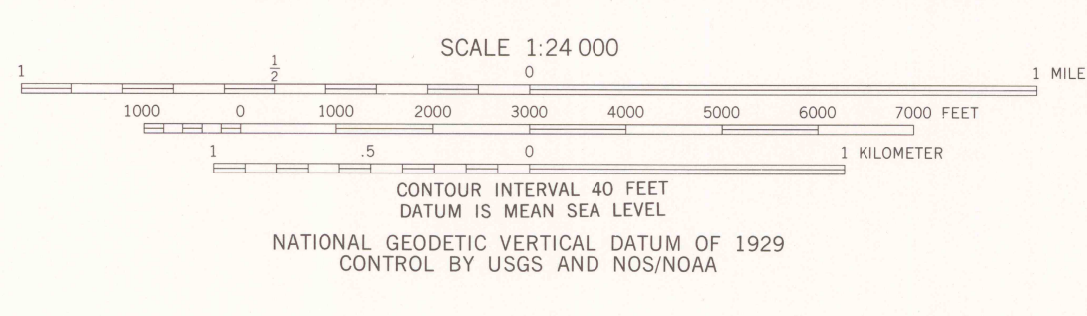 SCALE 1:24 000
1 1/2 0 1 MILE
1000 0 1000 2000 3000 4000 5000 6000 7000 FEET
1 .5 0 1 KILOMETER
CONTOUR INTERVAL 40 FEET
DATUM IS MEAN SEA LEVEL
NATIONAL GEODETIC VERTICAL DATUM OF 1929
CONTROL BY USGS AND NOS/NOAA